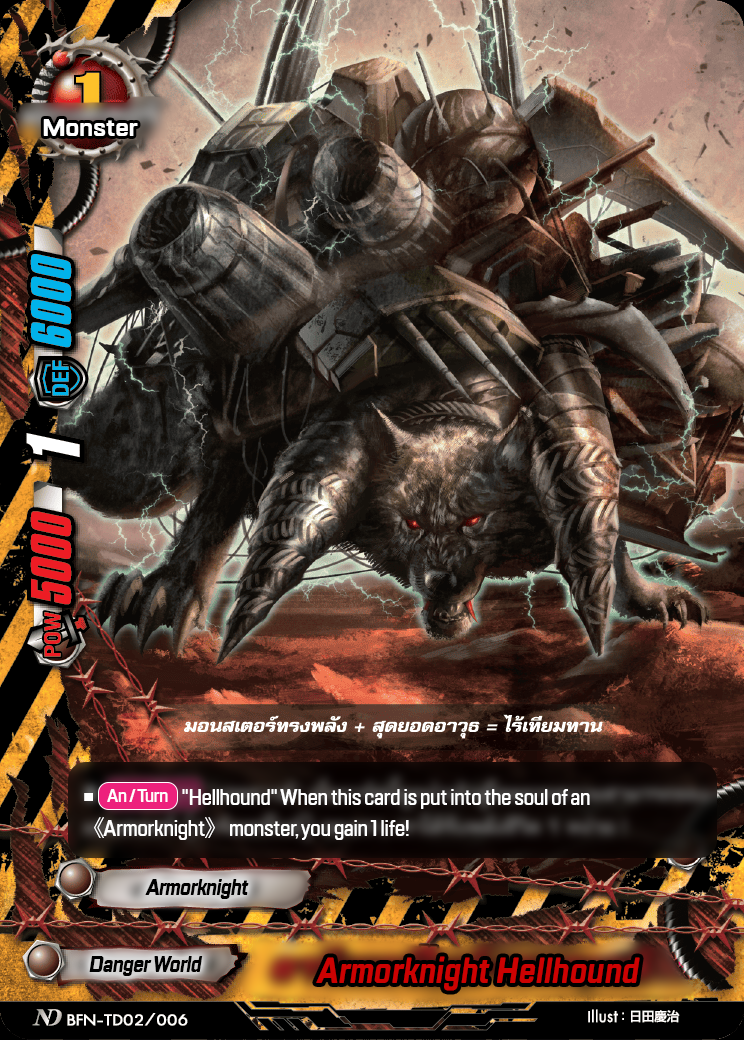 1
Monster
DEF 6000
1
POW 5000
มอนสเตอร์ทรงพลัง + สุดยอดอาวุธ = ไร้เทียมทาน
■ An/Turn "Hellhound" When this card is put into the soul of an
《Armorknight》 monster, you gain 1 life!
Armorknight
Danger World
Armorknight Hellhound
ND BFN-TD02/006
Illust : 日田慶治